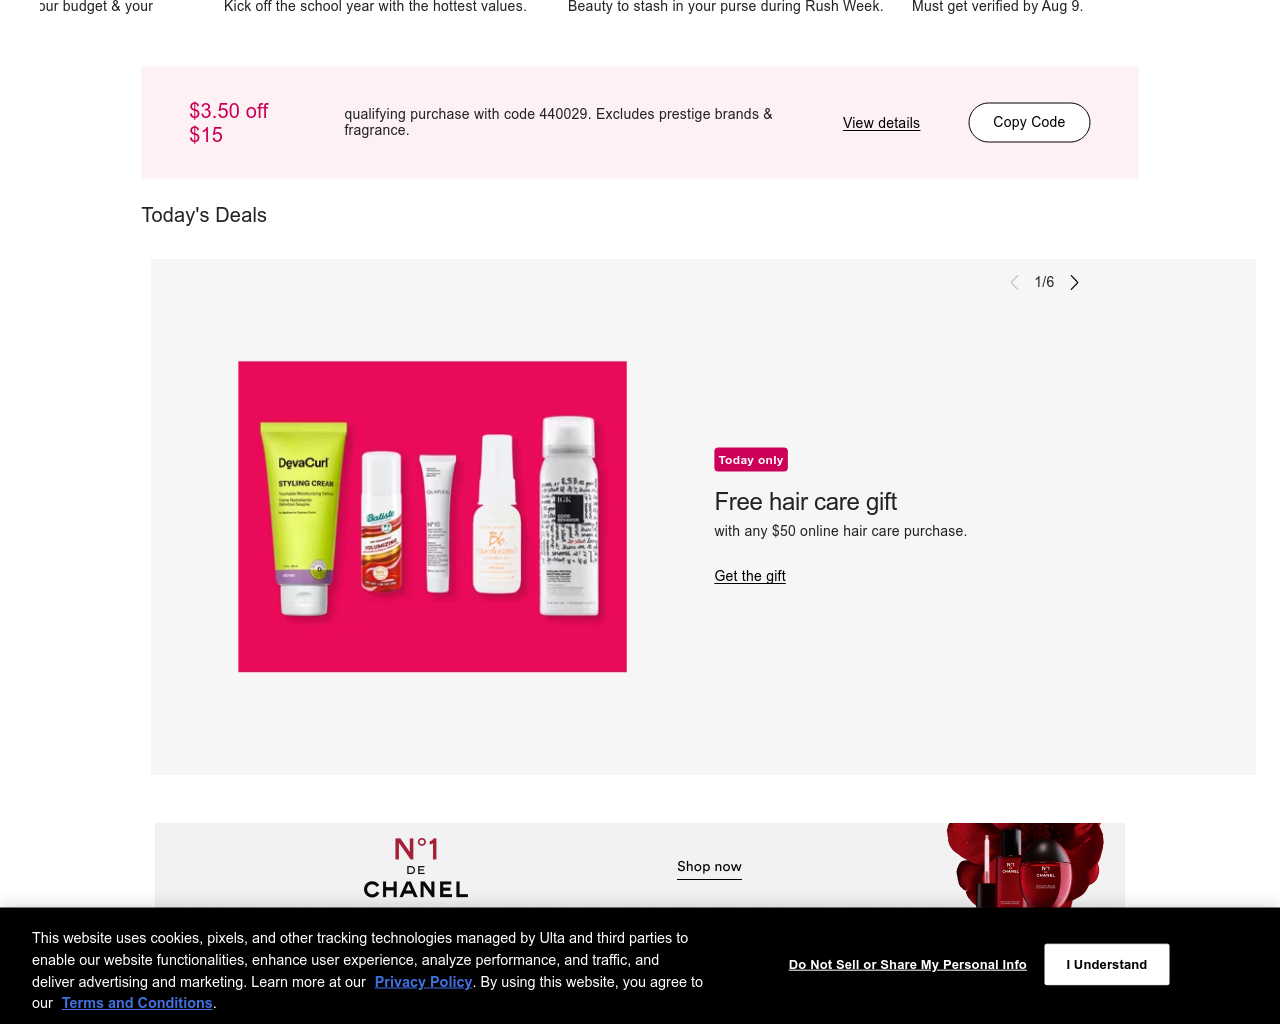 our budget & your
Kick off the school year with the hottest values.
Beauty to stash in your purse during Rush Week.
Must get verified by Aug 9.
$3.50 off
$15
qualifying purchase with code 440029. Excludes prestige brands &
fragrance.
View details
Copy Code
Today's Deals
1/6
DevaCurl
STYLING CREAM
Batiste
VOLUMIZING
OLAPLEX
N°10
Bb.
IGK
GOOD
BEHAVIOR
Today only
Free hair care gift
with any $50 online hair care purchase.
Get the gift
N°1
DE
CHANEL
Shop now
N°1
CHANEL
N°1
DE
CHANEL
This website uses cookies, pixels, and other tracking technologies managed by Ulta and third parties to
enable our website functionalities, enhance user experience, analyze performance, and traffic, and
deliver advertising and marketing. Learn more at our Privacy Policy. By using this website, you agree to
our Terms and Conditions.
Do Not Sell or Share My Personal Info
I Understand